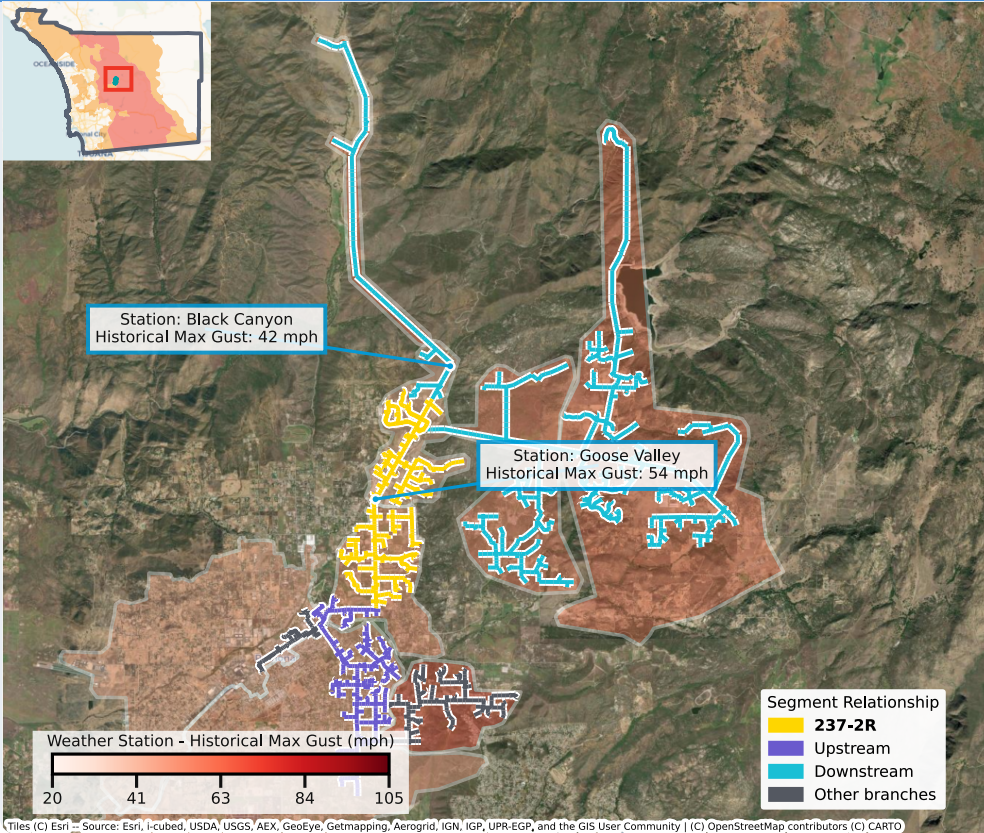 OCEANSIDE
Station: Black Canyon
Historical Max Gust: 42 mph
Station: Goose Valley
Historical Max Gust: 54 mph
Segment Relationship
237-2R
Upstream
Downstream
Other branches
Weather Station - Historical Max Gust (mph)
20 41 63 84 105
Tiles (C) Esri -- Source: Esri, i-cubed, USDA, USGS, AEX, GeoEye, Getmapping, Aerogrid, IGN, IGP, UPR-EGP, and the GIS User Community | (C) OpenStreetMap contributors (C) CARTO